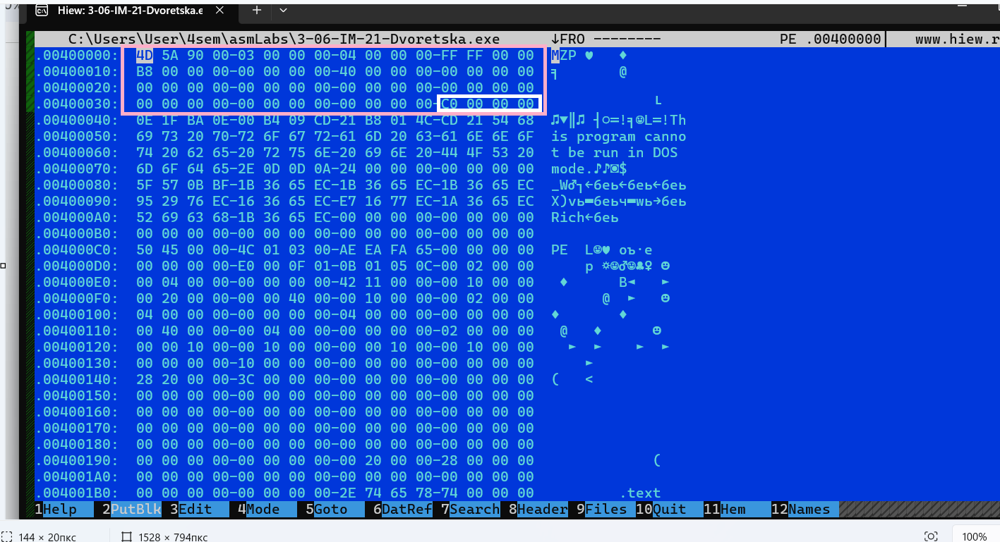 Hiew: 3-06-IM-21-Dvoretska.e
C:\Users\User\4sem\asmLabs\3-06-IM-21-Dvoretska.exe ↓FRO -------- PE .00400000 www.hiew.r
.00400000: 4D 5A 90 00-03 00 00 00-04 00 00 00-FF FF 00 00 MZP ♥ ♦
.00400010: B8 00 00 00-00 00 00 00-40 00 00 00-00 00 00 00 ╕ @
.00400020: 00 00 00 00-00 00 00 00-00 00 00 00-00 00 00 00
.00400030: 00 00 00 00-00 00 00 00-00 00 00 00-C0 00 00 00 └
.00400040: 0E 1F BA 0E-00 B4 09 CD-21 B8 01 4C-CD 21 54 68 ♫▼║♫ ┤○=!╕☺L=!Th
.00400050: 69 73 20 70-72 6F 67 72-61 6D 20 63-61 6E 6E 6F is program canno
.00400060: 74 20 62 65-20 72 75 6E-20 69 6E 20-44 4F 53 20 t be run in DOS
.00400070: 6D 6F 64 65-2E 0D 0D 0A-24 00 00 00-00 00 00 00 mode.♪♪◙$
.00400080: 5F 57 0B BF-1B 36 65 EC-1B 36 65 EC-1B 36 65 EC _W♂┐←6eь←6eь←6eь
.00400090: 95 29 76 EC-16 36 65 EC-E7 16 77 EC-1A 36 65 EC Х)vь▬6eьч▬wь→6eь
.004000A0: 52 69 63 68-1B 36 65 EC-00 00 00 00-00 00 00 00 Rich←6eь
.004000B0: 00 00 00 00-00 00 00 00-00 00 00 00-00 00 00 00
.004000C0: 50 45 00 00-4C 01 03 00-AE EA FA 65-00 00 00 00 PE L☺♥ оъ·e
.004000D0: 00 00 00 00-E0 00 0F 01-0B 01 05 0C-00 02 00 00 р ☼☺♂☺♣♀ ☻
.004000E0: 00 04 00 00-00 00 00 00-42 11 00 00-00 10 00 00 ♦ B◄ ►
.004000F0: 00 20 00 00-00 00 40 00-00 10 00 00-00 02 00 00 @ ► ☻
.00400100: 04 00 00 00-00 00 00 00-04 00 00 00-00 00 00 00 ♦ ♦
.00400110: 00 40 00 00-00 04 00 00-00 00 00 00-02 00 00 00 @ ♦ ☻
.00400120: 00 00 10 00-00 10 00 00-00 00 10 00-00 10 00 00 ► ► ► ►
.00400130: 00 00 00 00-10 00 00 00-00 00 00 00-00 00 00 00 ►
.00400140: 28 20 00 00-3C 00 00 00-00 00 00 00-00 00 00 00 ( <
.00400150: 00 00 00 00-00 00 00 00-00 00 00 00-00 00 00 00
.00400160: 00 00 00 00-00 00 00 00-00 00 00 00-00 00 00 00
.00400170: 00 00 00 00-00 00 00 00-00 00 00 00-00 00 00 00
.00400180: 00 00 00 00-00 00 00 00-00 00 00 00-00 00 00 00
.00400190: 00 00 00 00-00 00 00 00-00 20 00 00-28 00 00 00 (
.004001A0: 00 00 00 00-00 00 00 00-00 00 00 00-00 00 00 00
.004001B0: 00 00 00 00-00 00 00 00-2E 74 65 78-74 00 00 00 .text
1Help 2PutBlk 3Edit 4Mode 5Goto 6DatRef 7Search 8Header 9Files 10Quit 11Hem 12Names
144 × 20пкс 1528 × 794пкс 100%